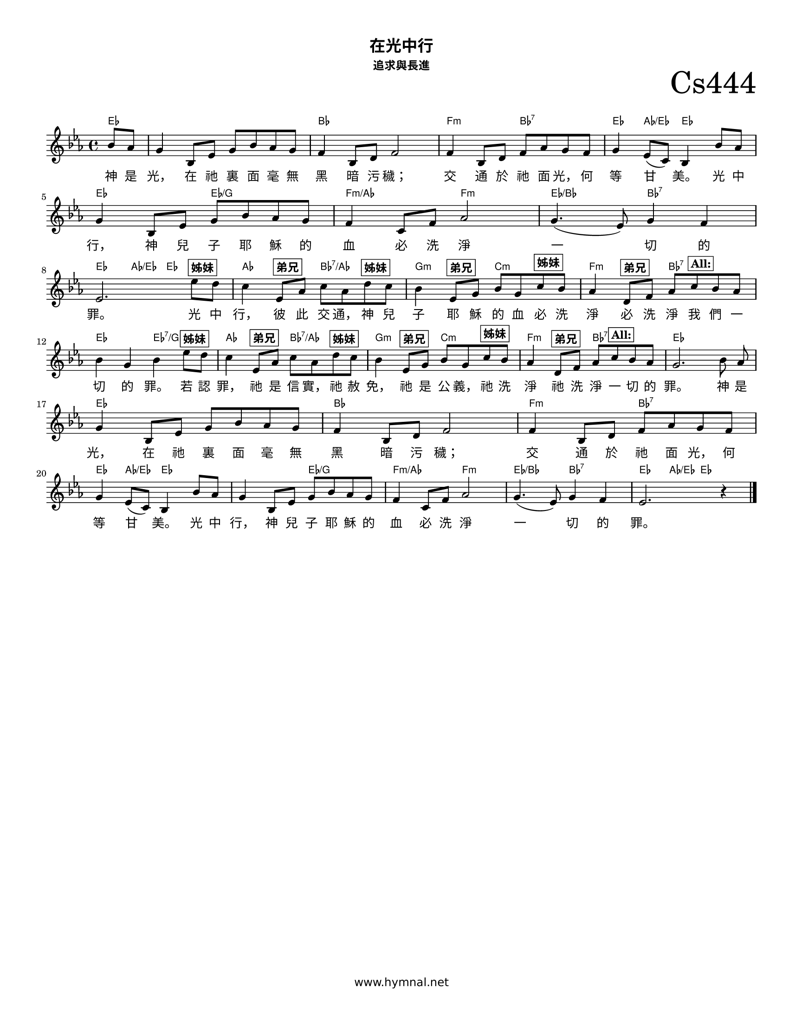 在光中行
追求與長進
Cs444
E♭ B♭ Fm B♭7 E♭ A♭/E♭ E♭
神 是 光， 在 祂 裏 面 毫 無 黑 暗 污 穢； 交 通 於 祂 面 光， 何 等 甘 美。 光 中
5 E♭ E♭/G Fm/A♭ Fm E♭/B♭ B♭7
行， 神 兒 子 耶 穌 的 血 必 洗 淨 一 切 的
8 E♭ A♭/E♭ E♭ 姊妹 A♭ 弟兄 B♭7/A♭ 姊妹 Gm 弟兄 Cm 姊妹 Fm 弟兄 B♭7 All:
罪。 光 中 行， 彼 此 交 通， 神 兒 子 耶 穌 的 血 必 洗 淨 必 洗 淨 我 們 一
12 E♭ E♭7/G 姊妹 A♭ 弟兄 B♭7/A♭ 姊妹 Gm 弟兄 Cm 姊妹 Fm 弟兄 B♭7 All: E♭
切 的 罪。 若 認 罪， 祂 是 信 實， 祂 赦 免， 祂 是 公 義， 祂 洗 淨 祂 洗 淨 一 切 的 罪。 神 是
17 E♭ B♭ Fm B♭7
光， 在 祂 裏 面 毫 無 黑 暗 污 穢； 交 通 於 祂 面 光， 何
20 E♭ A♭/E♭ E♭ E♭/G Fm/A♭ Fm E♭/B♭ B♭7 E♭ A♭/E♭ E♭
等 甘 美。 光 中 行， 神 兒 子 耶 穌 的 血 必 洗 淨 一 切 的 罪。
www.hymnal.net